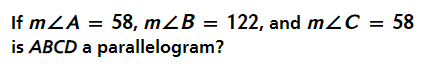 If m∠A = 58, m∠B = 122, and m∠C = 58
is ABCD a parallelogram?